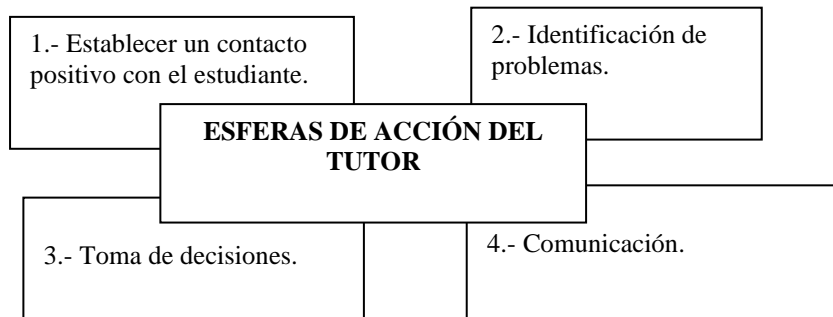 1.- Establecer un contacto
positivo con el estudiante.
2.- Identificación de
problemas.
ESFERAS DE ACCIÓN DEL
TUTOR
3.- Toma de decisiones.
4.- Comunicación.